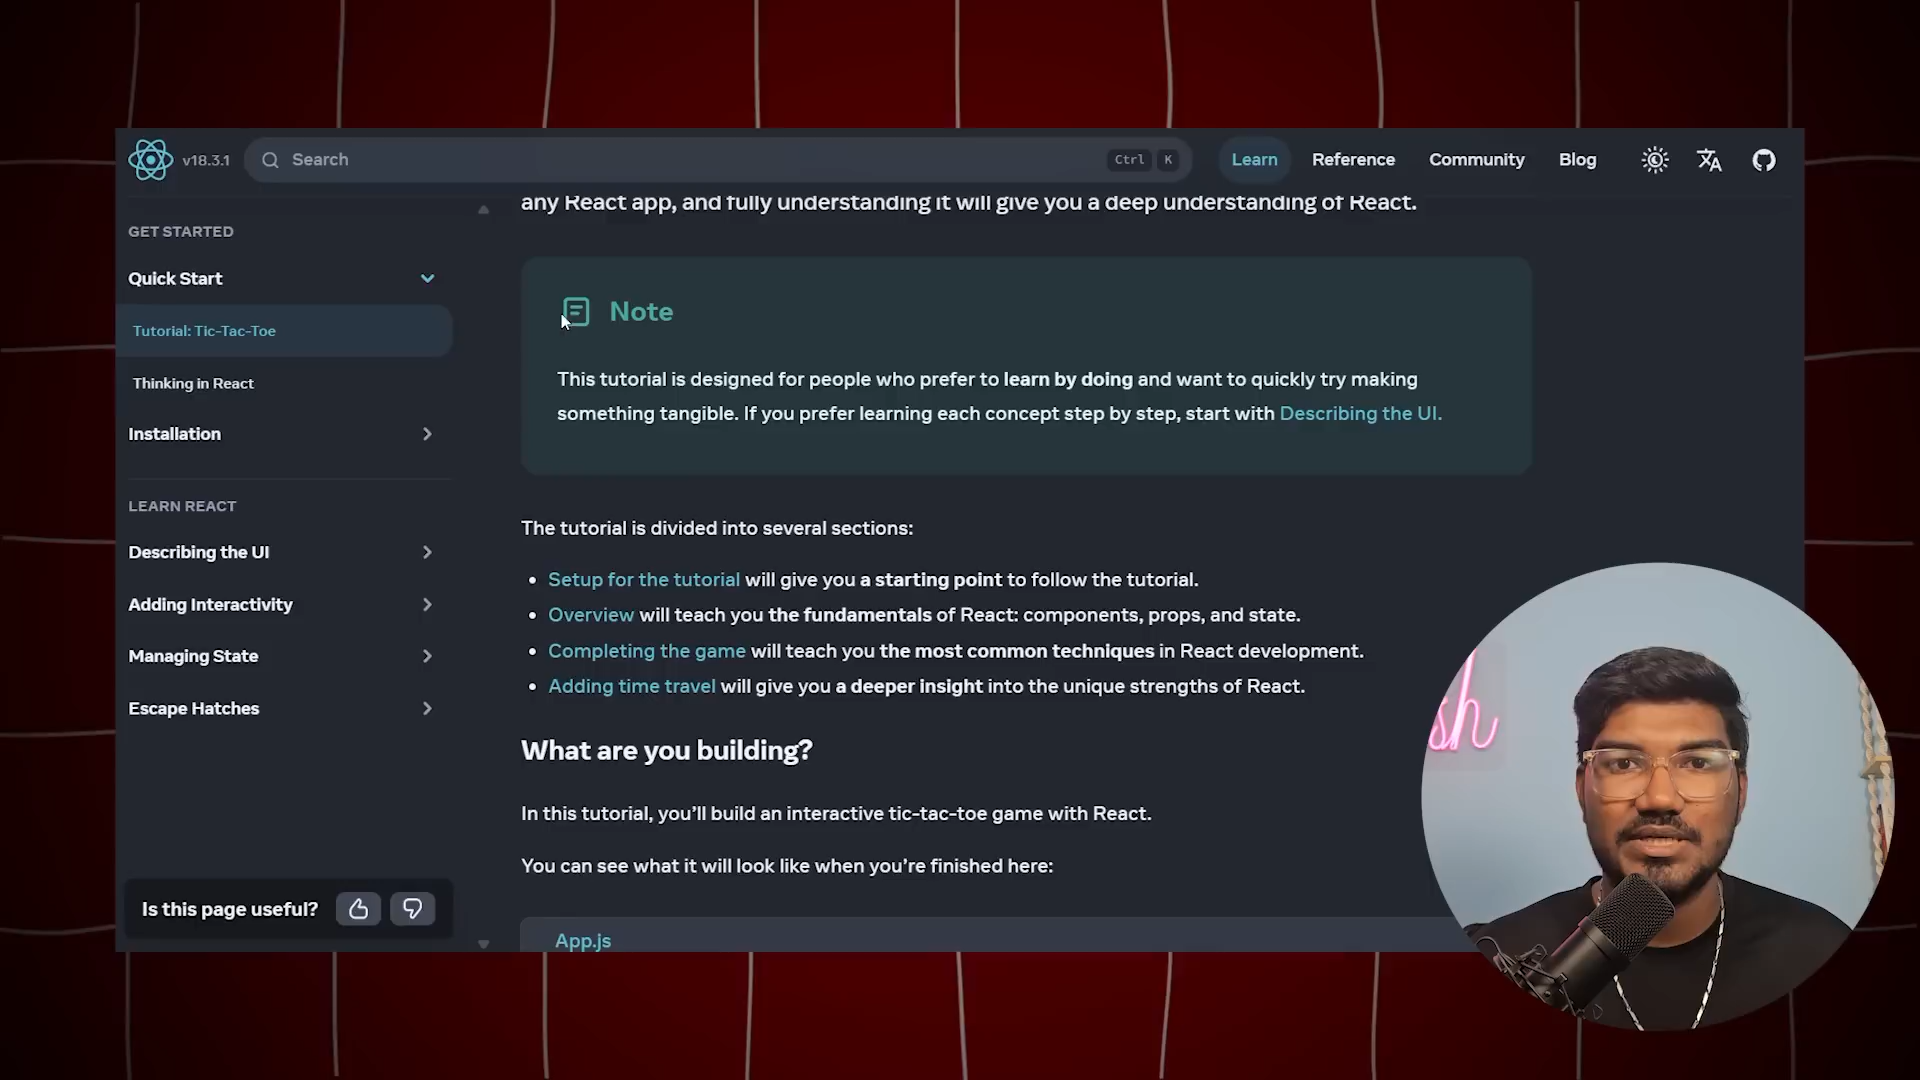 v18.3.1
Search
Ctrl K
Learn
Reference
Community
Blog
GET STARTED
Quick Start
Tutorial: Tic-Tac-Toe
Thinking in React
Installation
LEARN REACT
Describing the UI
Adding Interactivity
Managing State
Escape Hatches
Is this page useful?
any React app, and fully understanding it will give you a deep understanding of React.
Note
This tutorial is designed for people who prefer to learn by doing and want to quickly try making
something tangible. If you prefer learning each concept step by step, start with Describing the UI.
The tutorial is divided into several sections:
• Setup for the tutorial will give you a starting point to follow the tutorial.
• Overview will teach you the fundamentals of React: components, props, and state.
• Completing the game will teach you the most common techniques in React development.
• Adding time travel will give you a deeper insight into the unique strengths of React.
What are you building?
In this tutorial, you’ll build an interactive tic-tac-toe game with React.
You can see what it will look like when you’re finished here:
App.js
sh